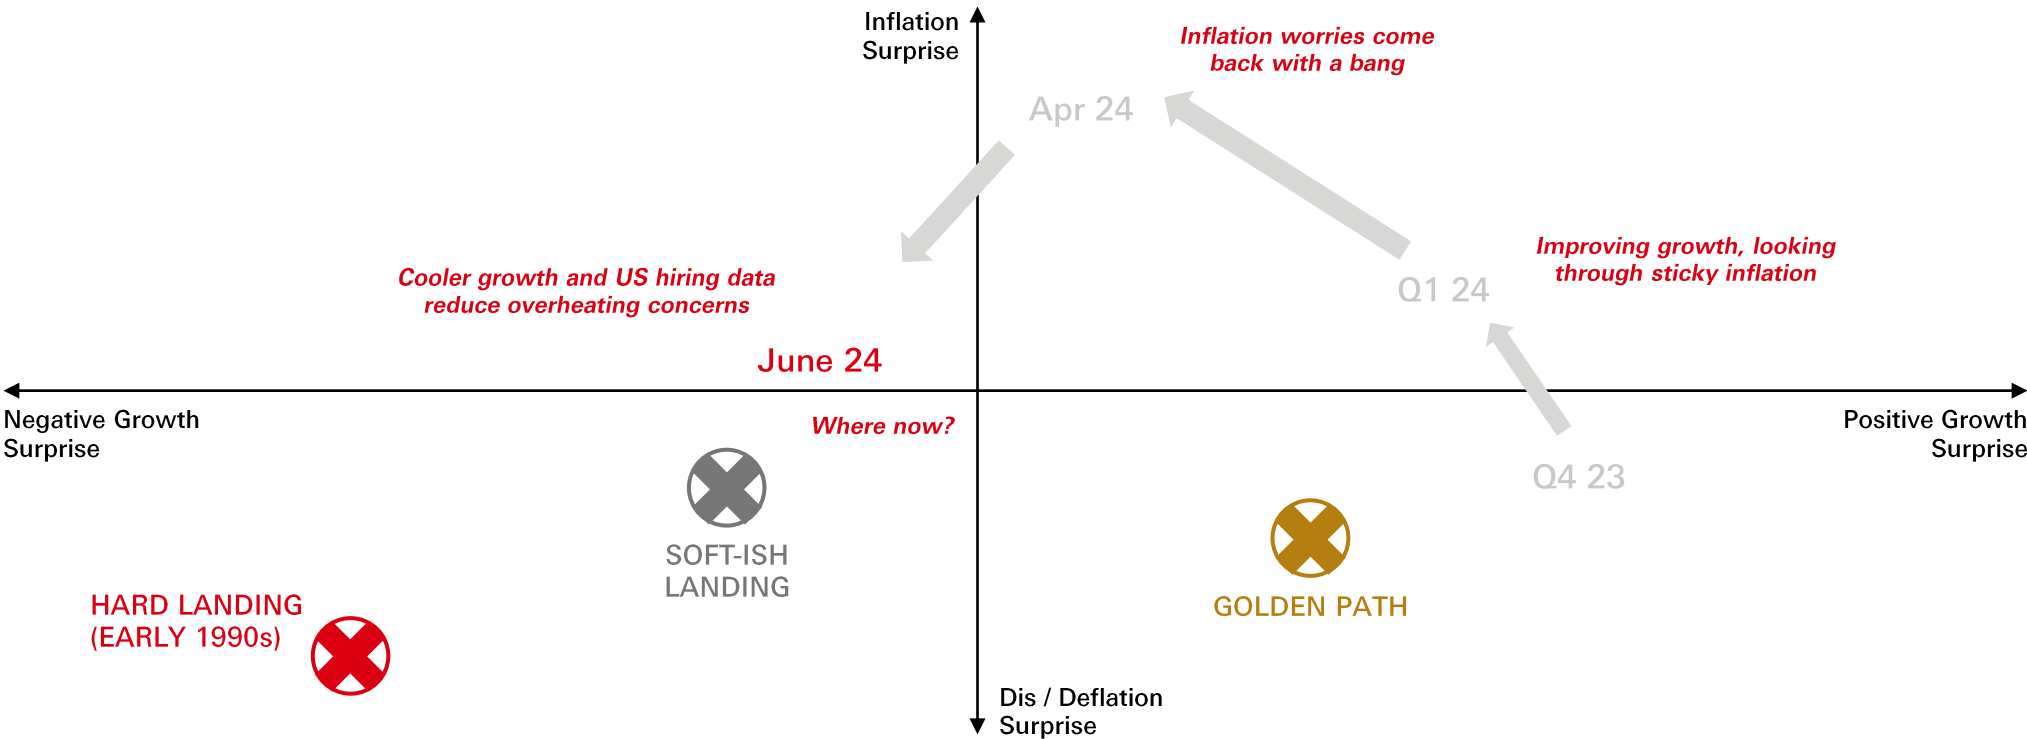 Inflation
Surprise
Inflation worries come
back with a bang
Apr 24
Improving growth, looking
through sticky inflation
Cooler growth and US hiring data
reduce overheating concerns
Q1 24
June 24
Negative Growth
Surprise
Where now?
Positive Growth
Surprise
Q4 23
SOFT-ISH
LANDING
HARD LANDING
(EARLY 1990s)
GOLDEN PATH
Dis / Deflation
Surprise